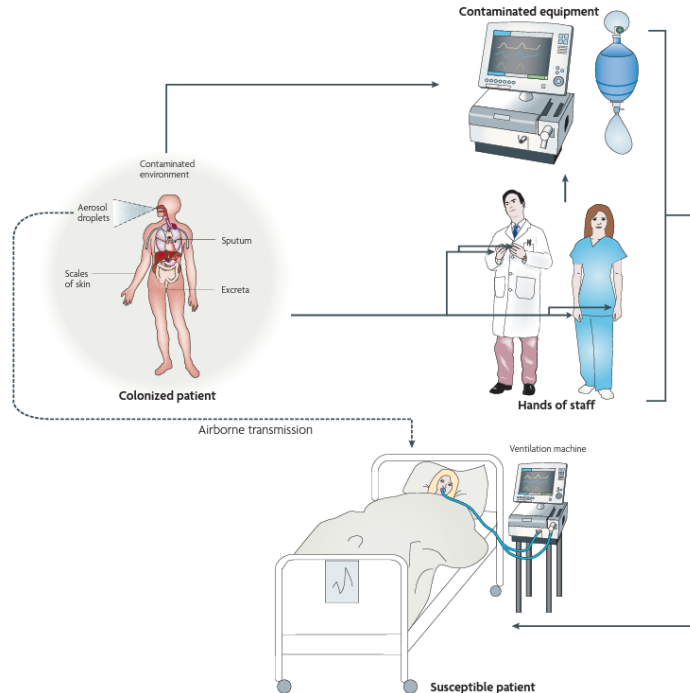 Contaminated equipment
Contaminated
environment
Aerosol
droplets
Sputum
Scales
of skin
Excreta
Colonized patient
Hands of staff
Airborne transmission
Ventilation machine
Susceptible patient